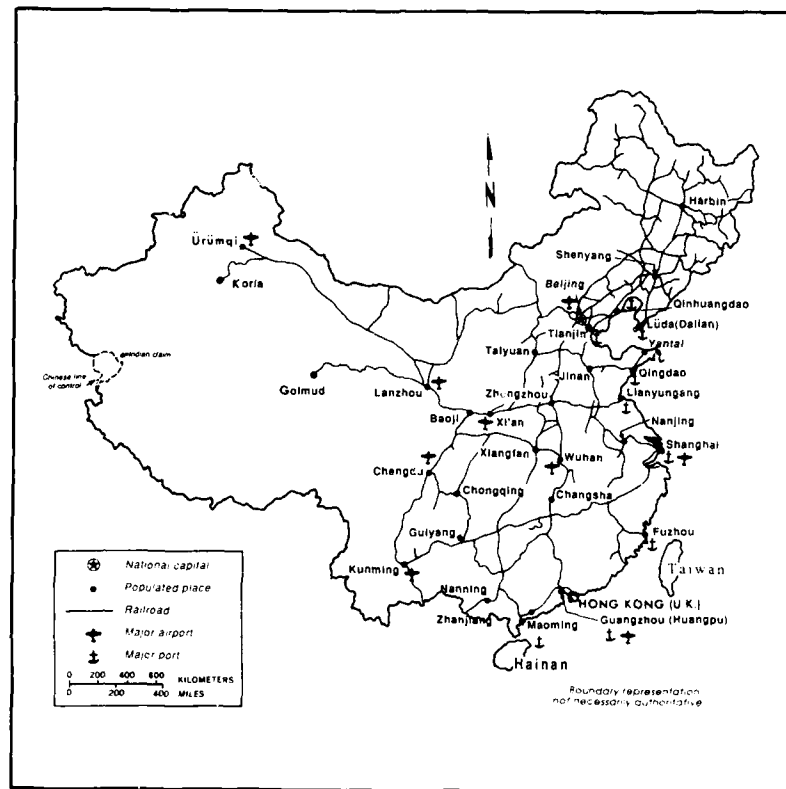 N
Harbin
Ürümqi
Shenyang
Korla
Beijing
Qinhuangdao
Tianjin
Lüda(Dalian)
Yantai
Taiyuan
Indian claim
Chinese line
of control
Jinan
Qingdao
Golmud
Lanzhou
Zhengzhou
Lianyungang
Baoji
Xi'an
Nanjing
Shanghai
Xiangfan
Wuhan
Chengdu
Chongqing
Changsha
Guiyang
Fuzhou
Kunming
Taiwan
Nanning
HONG KONG (U.K.)
Zhanjiang
Maoming
Guangzhou (Huangpu)
Hainan
National capital
Populated place
Railroad
Major airport
Major port
0 200 400 600 KILOMETERS
0 200 400 MILES
Boundary representation
not necessarily authoritative